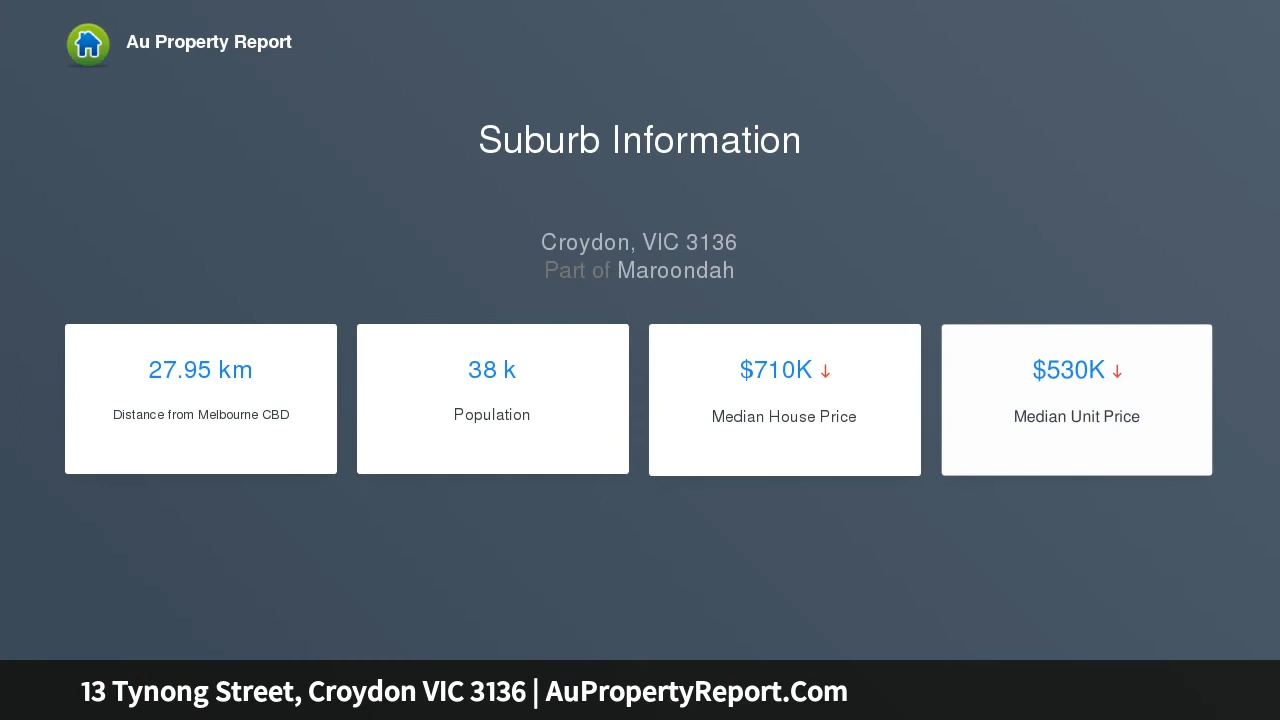 Au Property Report
Suburb Information
Croydon, VIC 3136
Part of Maroondah
27.95 km
Distance from Melbourne CBD
38 k
Population
$710K ↓
Median House Price
$530K ↓
Median Unit Price
13 Tynong Street, Croydon VIC 3136 | AuPropertyReport.Com